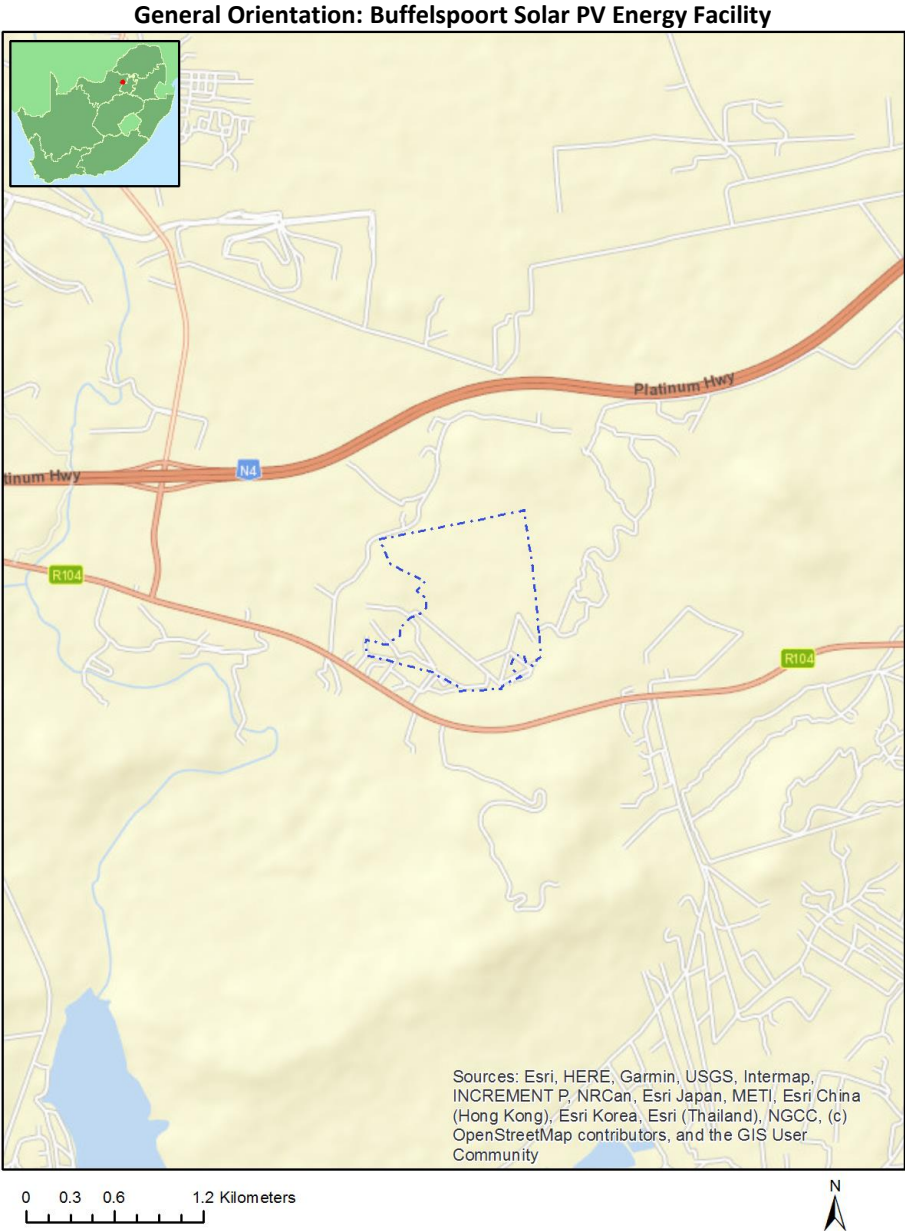 General Orientation: Buffelspoort Solar PV Energy Facility
Platinum Hwy
tinum Hwy
N4
R104
R104
Sources: Esri, HERE, Garmin, USGS, Intermap,
INCREMENT P, NRCan, Esri Japan, METI, Esri China
(Hong Kong), Esri Korea, Esri (Thailand), NGCC, (c)
OpenStreetMap contributors, and the GIS User
Community
0 0.3 0.6 1.2 Kilometers
N